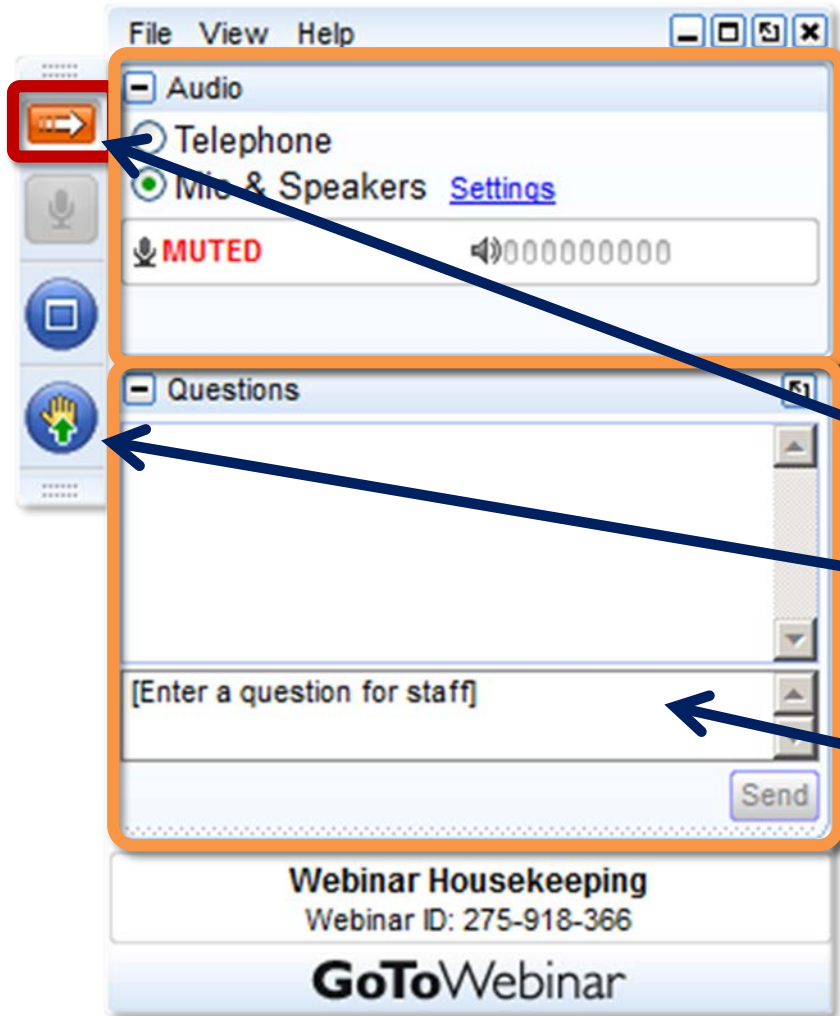 File View Help
Audio
Telephone
Mic & Speakers Settings
MUTED 000000000
Questions
[Enter a question for staff]
Send
Webinar Housekeeping
Webinar ID: 275-918-366
GoToWebinar